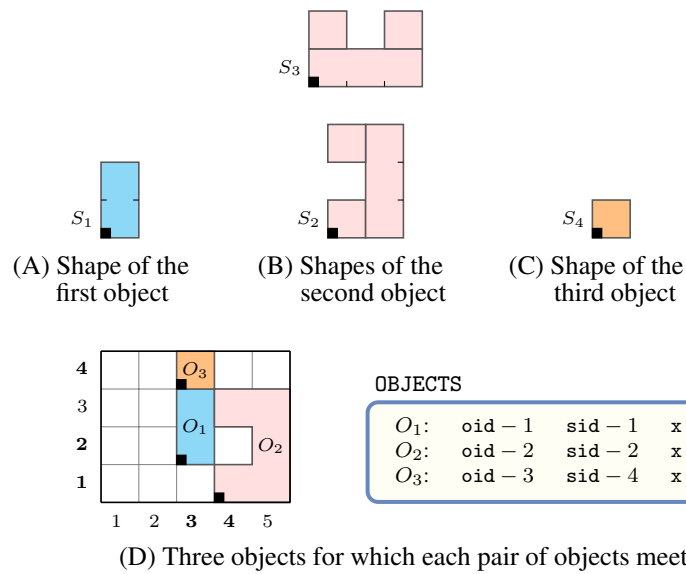 S3
S1
S2
S4
(A) Shape of the
first object
(B) Shapes of the
second object
(C) Shape of the
third object
4
3
2
1
O3
O1
O2
1 2 3 4 5
OBJECTS
O1: oid − 1 sid − 1 x
O2: oid − 2 sid − 2 x
O3: oid − 3 sid − 4 x
(D) Three objects for which each pair of objects meet